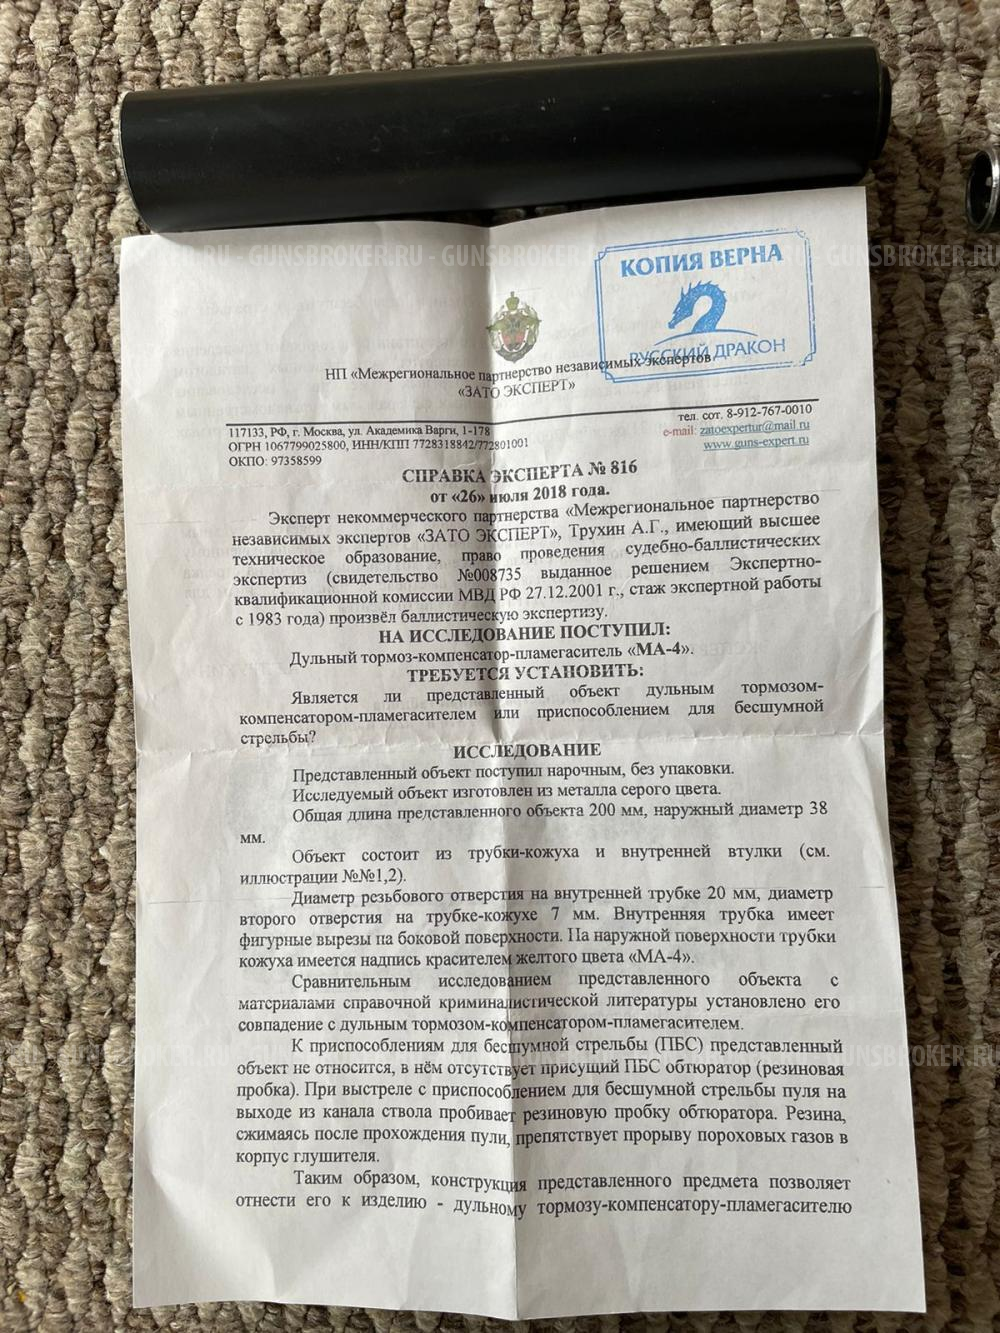 GUNSBROKER.RU - GUNSBROKER.RU - GUNSBROKER.RU
КОПИЯ ВЕРНА
РУССКИЙ ДРАКОН
НП «Межрегиональное партнерство независимых экспертов
«ЗАТО ЭКСПЕРТ»
117133, РФ, г. Москва, ул. Академика Варги, 1-178
ОГРН 1067799025800, ИНН/КПП 7728318842/772801001
ОКПО: 97358599
тел. сот. 8-912-767-0010
e-mail: zatoexpertur@mail.ru
www.guns-expert.ru
СПРАВКА ЭКСПЕРТА № 816
от «26» июля 2018 года.
Эксперт некоммерческого партнерства «Межрегиональное партнерство
независимых экспертов «ЗАТО ЭКСПЕРТ», Трухин А.Г., имеющий высшее
техническое образование, право проведения судебно-баллистических
экспертиз (свидетельство №008735 выданное решением Экспертно-
квалификационной комиссии МВД РФ 27.12.2001 г., стаж экспертной работы
с 1983 года) произвёл баллистическую экспертизу.
НА ИССЛЕДОВАНИЕ ПОСТУПИЛ:
Дульный тормоз-компенсатор-пламегаситель «МА-4».
ТРЕБУЕТСЯ УСТАНОВИТЬ:
Является ли представленный объект дульным тормозом-
компенсатором-пламегасителем или приспособлением для бесшумной
стрельбы?
ИССЛЕДОВАНИЕ
Представленный объект поступил нарочным, без упаковки.
Исследуемый объект изготовлен из металла серого цвета.
Общая длина представленного объекта 200 мм, наружный диаметр 38
мм.
Объект состоит из трубки-кожуха и внутренней втулки (см.
иллюстрации №№1,2).
Диаметр резьбового отверстия на внутренней трубке 20 мм, диаметр
второго отверстия на трубке-кожухе 7 мм. Внутренняя трубка имеет
фигурные вырезы на боковой поверхности. На наружной поверхности трубки
кожуха имеется надпись красителем желтого цвета «МА-4».
Сравнительным исследованием представленного объекта с
материалами справочной криминалистической литературы установлено его
совпадение с дульным тормозом-компенсатором-пламегасителем.
К приспособлениям для бесшумной стрельбы (ПБС) представленный
объект не относится, в нём отсутствует присущий ПБС обтюратор (резиновая
пробка). При выстреле с приспособлением для бесшумной стрельбы пуля на
выходе из канала ствола пробивает резиновую пробку обтюратора. Резина,
сжимаясь после прохождения пули, препятствует прорыву пороховых газов в
корпус глушителя.
Таким образом, конструкция представленного предмета позволяет
отнести его к изделию - дульному тормозу-компенсатору-пламегасителю